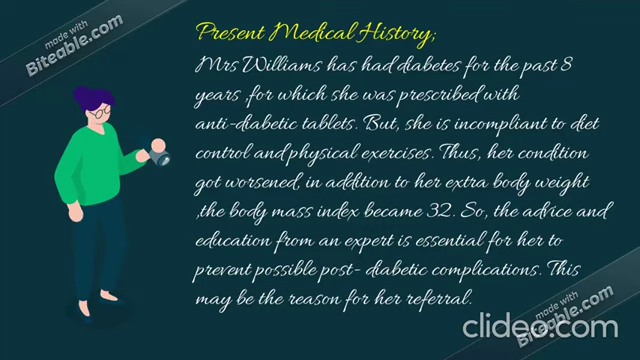 made with
Biteable.com
Present Medical History;
Mrs Williams has had diabetes for the past 8
years ,for which she was prescribed with
anti-diabetic tablets. But, she is incompliant to diet
control and physical exercises. Thus, her condition
got worsened, in addition to her extra body weight
,the body mass index became 32. So, the advice and
education from an expert is essential for her to
prevent possible post- diabetic complications. This
may be the reason for her referral.
made with
Biteable.com
clideo.com